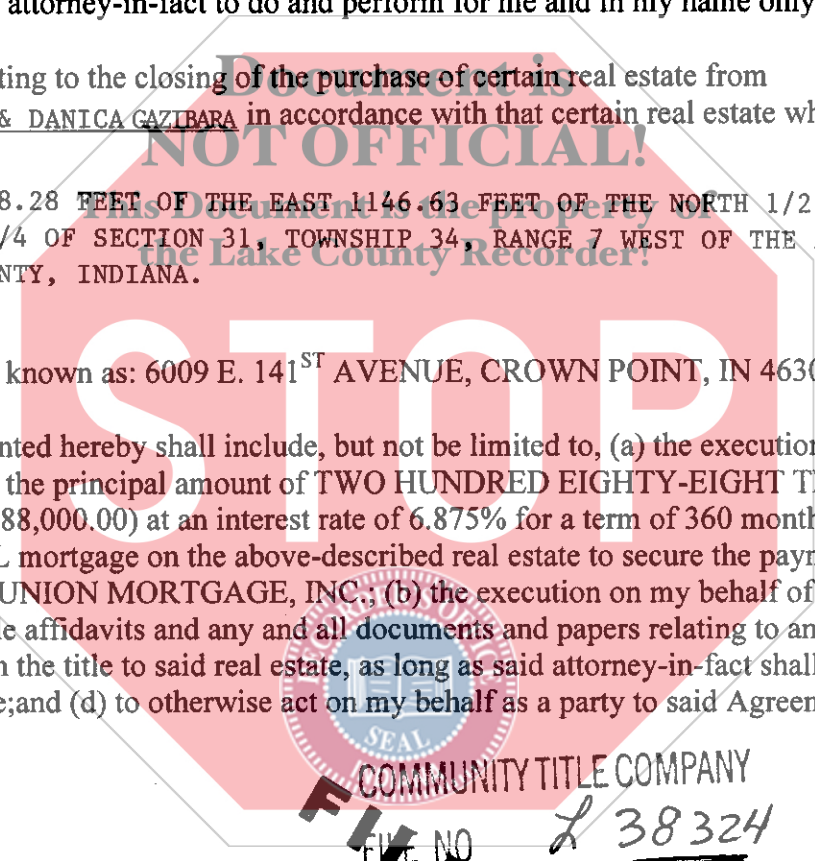 attorney-in-fact to do and perform for me and in my name only
ting to the closing of the purchase of certain real estate from
& DANICA GAZIBARA in accordance with that certain real estate wh
Document is
NOT OFFICIAL!
This Document is the property of
the Lake County Recorder!
8.28 FEET OF THE EAST 1146.63 FEET OF THE NORTH 1/2
/4 OF SECTION 31, TOWNSHIP 34, RANGE 7 WEST OF THE
NTY, INDIANA.
STOP
known as: 6009 E. 141ST AVENUE, CROWN POINT, IN 4630
nted hereby shall include, but not be limited to, (a) the execution
the principal amount of TWO HUNDRED EIGHTY-EIGHT T
88,000.00) at an interest rate of 6.875% for a term of 360 month
L mortgage on the above-described real estate to secure the paym
UNION MORTGAGE, INC.; (b) the execution on my behalf of
le affidavits and any and all documents and papers relating to an
n the title to said real estate, as long as said attorney-in-fact shall
e;and (d) to otherwise act on my behalf as a party to said Agreem
SEAL
COMMUNITY TITLE COMPANY
FILE NO L 38324